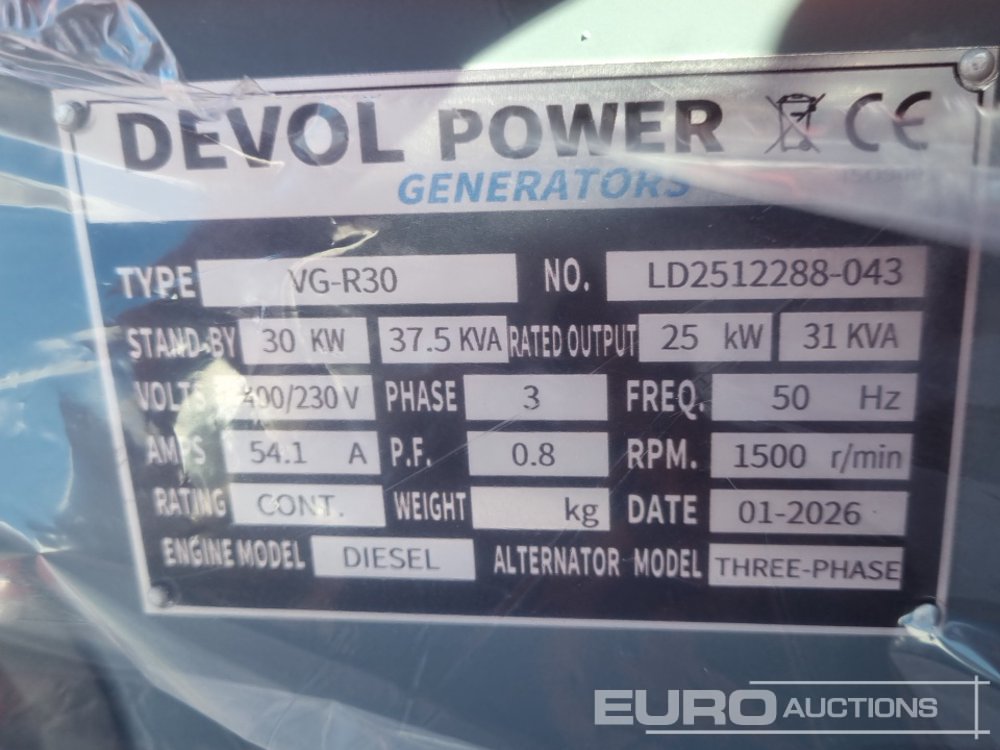 DEVOL POWER CE
GENERATORS
TYPE VG-R30 NO. LD2512288-043
STAND-BY 30 KW 37.5 KVA RATED OUTPUT 25 kW 31 KVA
VOLTS 400/230 V PHASE 3 FREQ. 50 Hz
AMPS 54.1 A P.F. 0.8 RPM. 1500 r/min
RATING CONT. WEIGHT kg DATE 01-2026
ENGINE MODEL DIESEL ALTERNATOR MODEL THREE-PHASE
EURO AUCTIONS